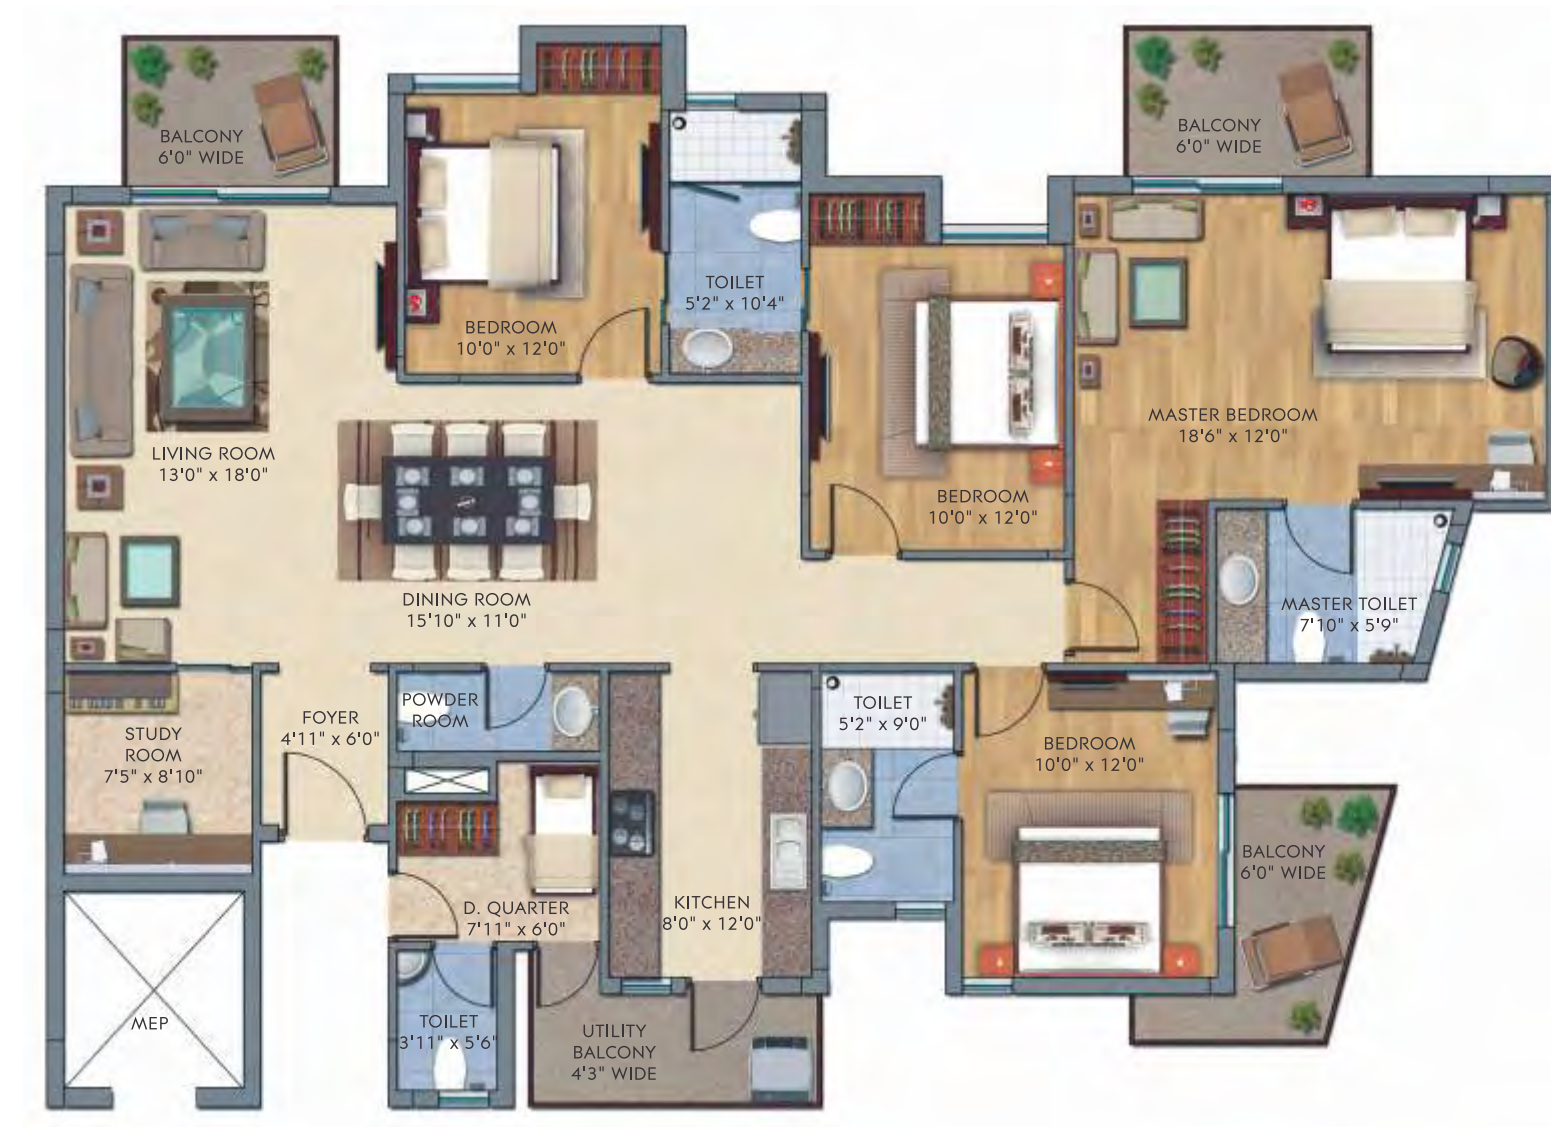 BALCONY
6'0" WIDE
BALCONY
6'0" WIDE
BEDROOM
10'0" x 12'0"
TOILET
5'2" x 10'4"
LIVING ROOM
13'0" x 18'0"
MASTER BEDROOM
18'6" x 12'0"
BEDROOM
10'0" x 12'0"
DINING ROOM
15'10" x 11'0"
MASTER TOILET
7'10" x 5'9"
STUDY
ROOM
7'5" x 8'10"
FOYER
4'11" x 6'0"
POWDER
ROOM
TOILET
5'2" x 9'0"
BEDROOM
10'0" x 12'0"
BALCONY
6'0" WIDE
D. QUARTER
7'11" x 6'0"
KITCHEN
8'0" x 12'0"
MEP
TOILET
3'11" x 5'6"
UTILITY
BALCONY
4'3" WIDE